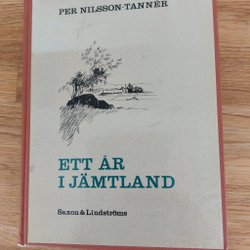 PER NILSSON-TANNÉR
ETT ÅR
I JÄMTLAND
Saxon & Lindströms